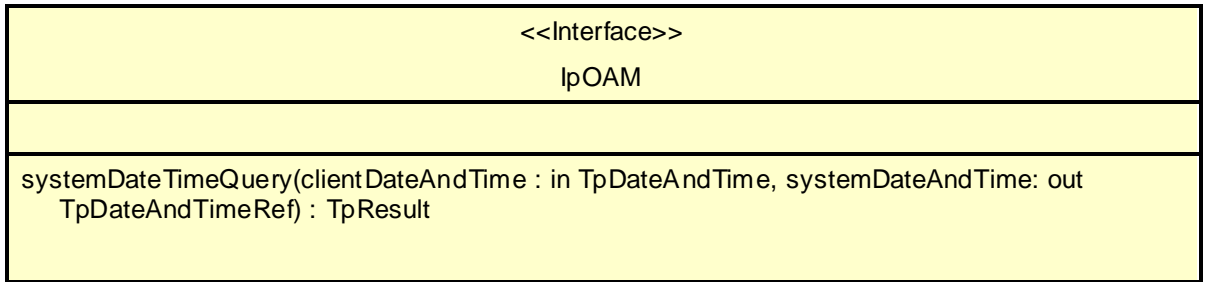 <<Interface>>
IpOAM
systemDateTimeQuery(clientDateAndTime : in TpDateAndTime, systemDateAndTime: out
TpDateAndTimeRef) : TpResult